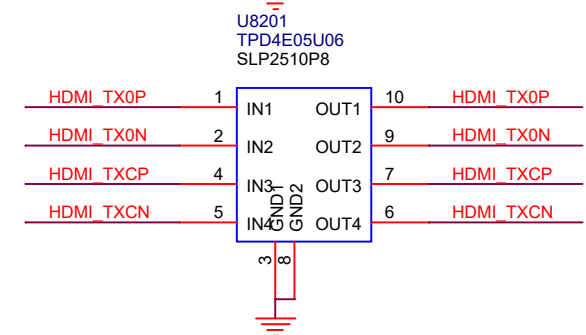 U8201
TPD4E05U06
SLP2510P8
HDMI_TX0P 1 IN1 OUT1 10 HDMI_TX0P
HDMI_TX0N 2 IN2 OUT2 9 HDMI_TX0N
HDMI_TXCP 4 IN3 OUT3 7 HDMI_TXCP
HDMI_TXCN 5 IN4 OUT4 6 HDMI_TXCN
GND1 GND2
3 8